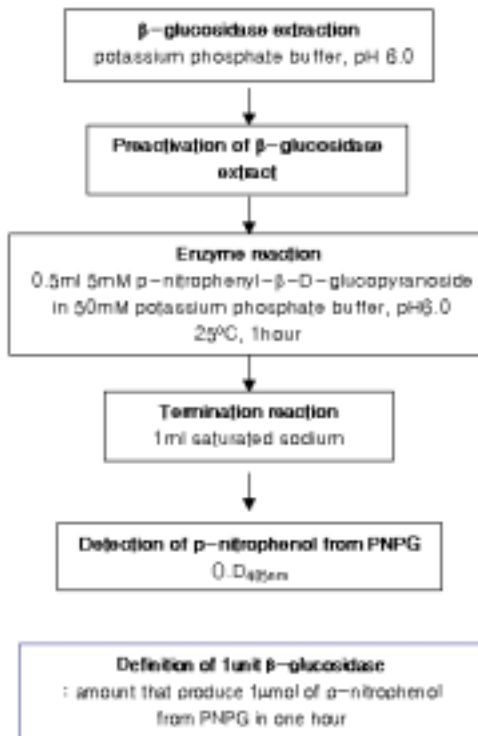 β-glucosidase extraction
potassium phosphate buffer, pH 6.0
Preactivation of β-glucosidase
extract
Enzyme reaction
0.5ml 5mM p-nitrophenyl-β-D-glucopyranoside
in 50mM potassium phosphate buffer, pH6.0
25ºC, 1hour
Termination reaction
1ml saturated sodium
Detection of p-nitrophenol from PNPG
O.D405nm
Definition of 1unit β-glucosidase
: amount that produce 1μmol of p-nitrophenol
from PNPG in one hour